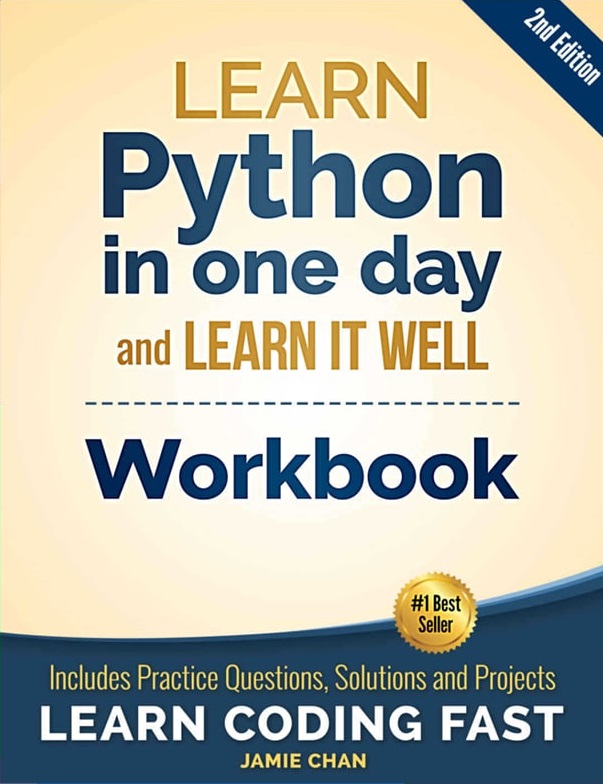 2nd Edition
LEARN
Python
in one day
and LEARN IT WELL
Workbook
#1 Best
Seller
Includes Practice Questions, Solutions and Projects
LEARN CODING FAST
JAMIE CHAN